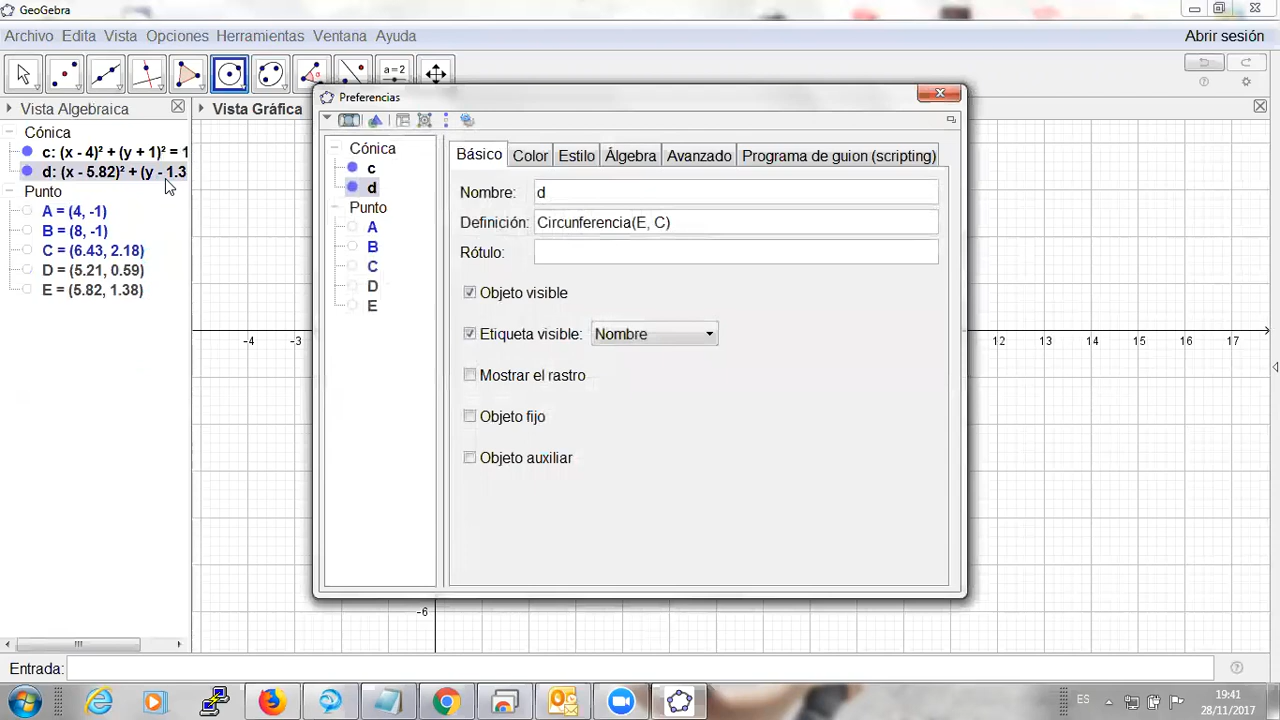 GeoGebra
Archivo Edita Vista Opciones Herramientas Ventana Ayuda Abrir sesión
a=2
Vista Algebraica
Vista Gráfica
Cónica
c: (x - 4)² + (y + 1)² = 1
d: (x - 5.82)² + (y - 1.3
Punto
A = (4, -1)
B = (8, -1)
C = (6.43, 2.18)
D = (5.21, 0.59)
E = (5.82, 1.38)
Preferencias
Cónica
c
d
Punto
A
B
C
D
E
Básico Color Estilo Álgebra Avanzado Programa de guion (scripting)
Nombre: d
Definición: Circunferencia(E, C)
Rótulo:
Objeto visible
Etiqueta visible: Nombre
Mostrar el rastro
Objeto fijo
Objeto auxiliar
-4 -3 12 13 14 15 16 17
-6
Entrada:
ES
19:41
28/11/2017